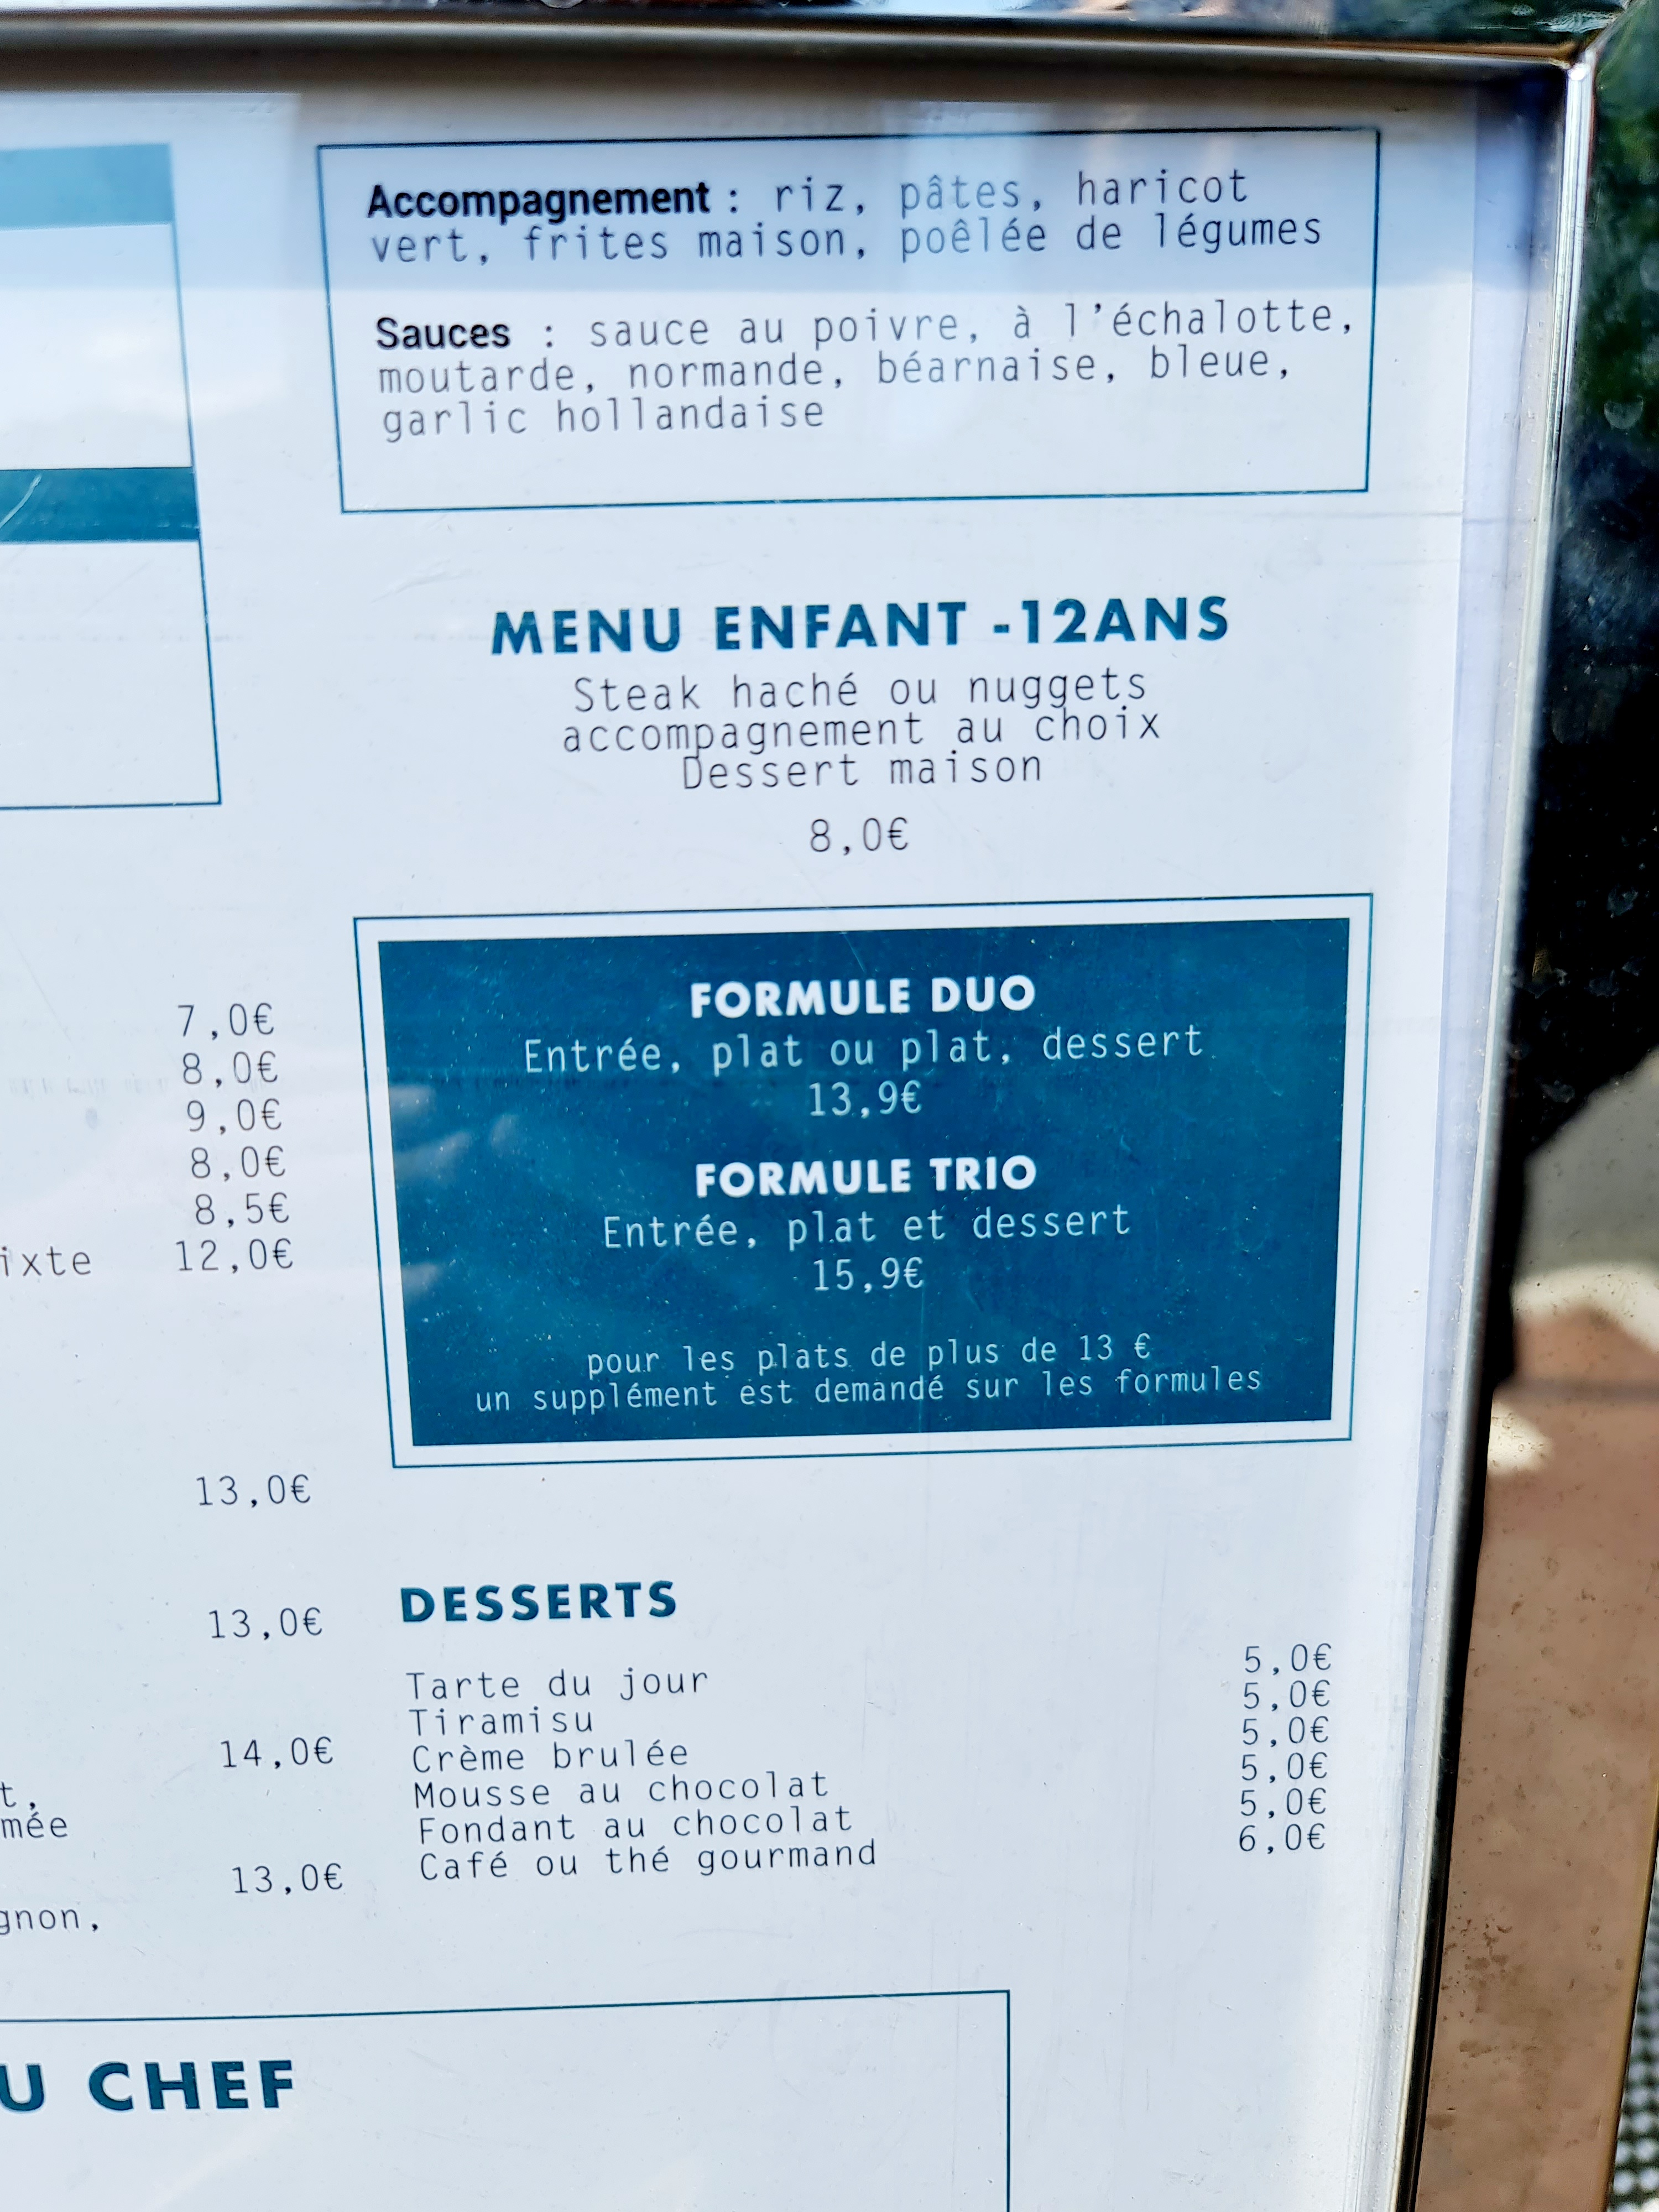 Accompagnement : riz, pâtes, haricot
vert, frites maison, poêlée de légumes
Sauces : sauce au poivre, à l'échalotte,
moutarde, normande, béarnaise, bleue,
garlic hollandaise
MENU ENFANT -12ANS
Steak haché ou nuggets
accompagnement au choix
Dessert maison
8,0€
7,0€
8,0€
9,0€
8,0€
8,5€
ixte 12,0€
13,0€
13,0€
14,0€
t,
mée
13,0€
gnon,
FORMULE DUO
Entrée, plat ou plat, dessert
13,9€
FORMULE TRIO
Entrée, plat et dessert
15,9€
pour les plats de plus de 13 €
un supplément est demandé sur les formules
DESSERTS
Tarte du jour 5,0€
Tiramisu 5,0€
Crème brulée 5,0€
Mousse au chocolat 5,0€
Fondant au chocolat 5,0€
Café ou thé gourmand 6,0€
U CHEF